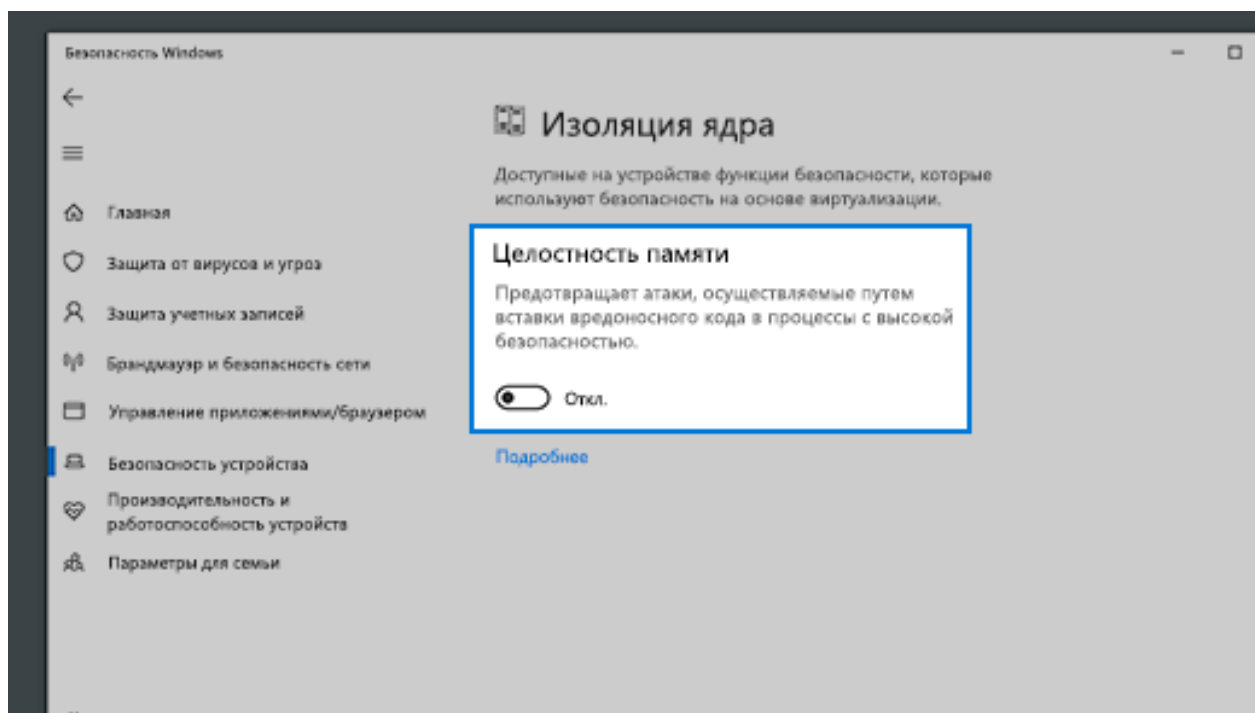 Безопасность Windows
Изоляция ядра
Доступные на устройстве функции безопасности, которые
используют безопасность на основе виртуализации.
Главная
Защита от вирусов и угроз
Защита учетных записей
Брандмауэр и безопасность сети
Управление приложениями/браузером
Безопасность устройства
Производительность и
работоспособность устройств
Параметры для семьи
Целостность памяти
Предотвращает атаки, осуществляемые путем
вставки вредоносного кода в процессы с высокой
безопасностью.
Откл.
Подробнее